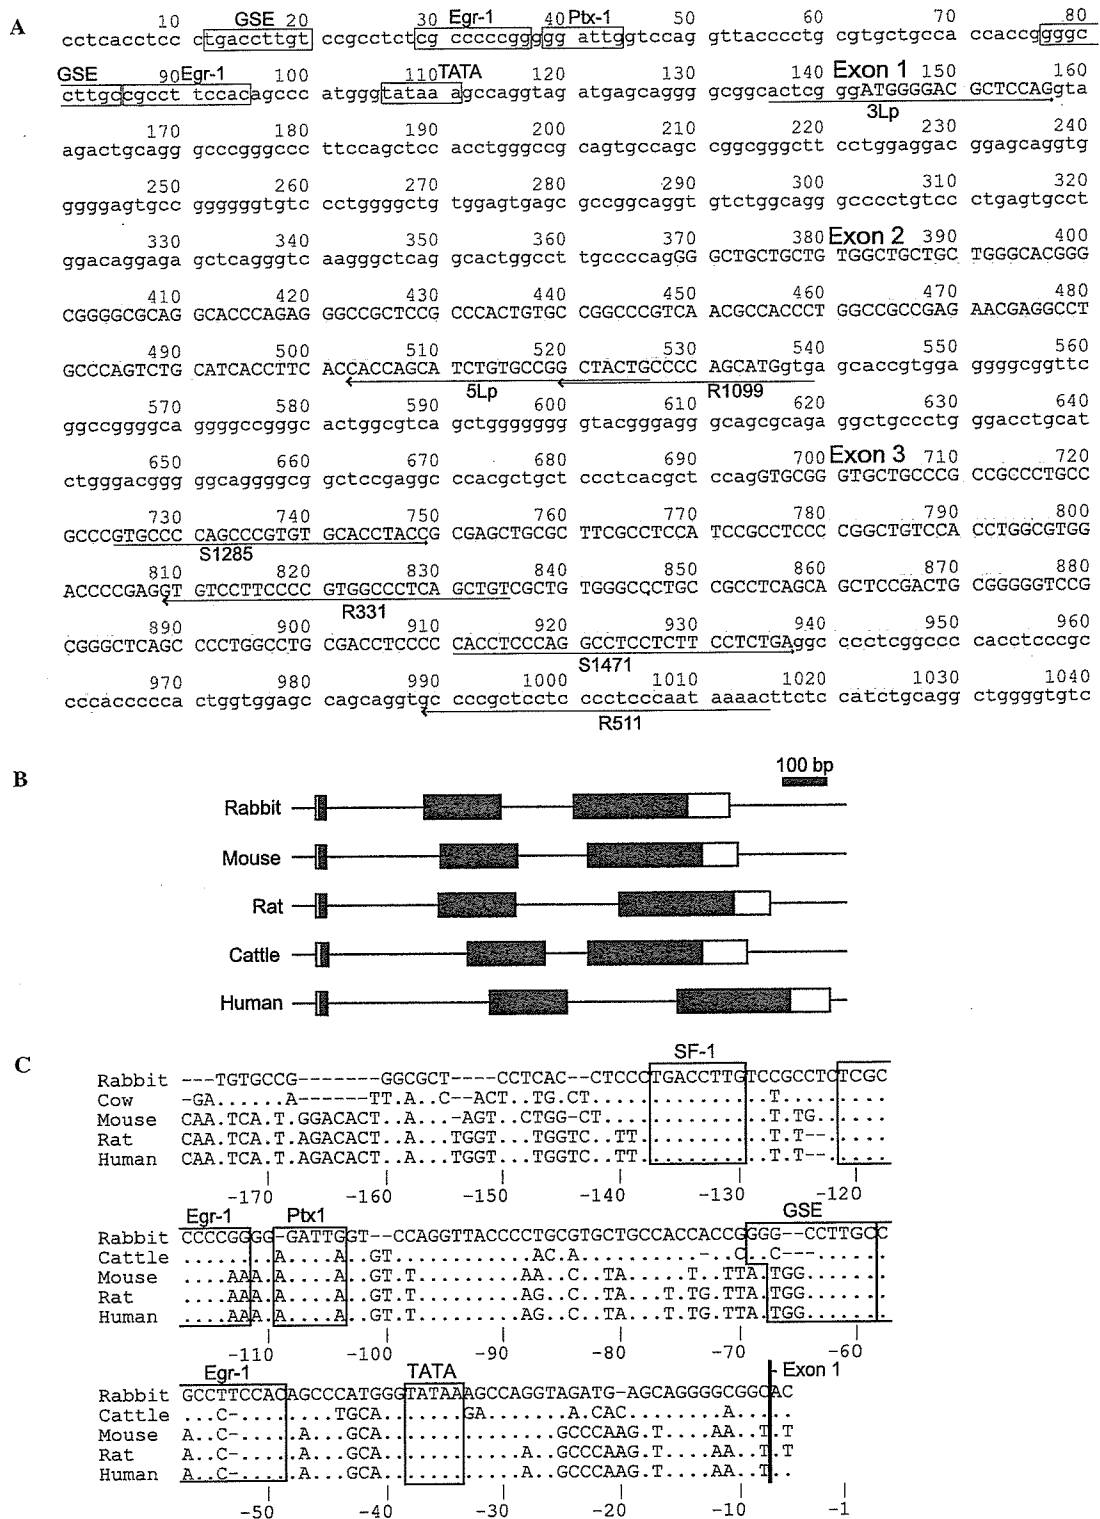 A
10 GSE 20 30 Egr-1 40 Ptx-1 50 60 70 80
cctcacctcc ctgaccttgt ccgcctctcg cccccggggg gattggtccag gttacccctg cgtgctgcca ccaccggggc
GSE 90 Egr-1 100 110 TATA 120 130 140 Exon 1 150 160
cttgccgcctt tccacagccc atgggtataaa agccaggtag atgagcaggg gcggcactcg ggATGGGGAC GCTCCAGgta
3Lp
170 180 190 200 210 220 230 240
agactgcagg gcccgggccc ttccagctcc acctgggccg cagtgccagc cggcgggctt cctggaggac ggagcaggtg
250 260 270 280 290 300 310 320
ggggagtgcc ggggggtgtc cctggggctg tggagtgagc gccggcaggt gtctggcagg gcccctgtcc ctgagtgcct
330 340 350 360 370 380 Exon 2 390 400
ggacaggaga gctcagggtc aagggctcag gcactggcct tgccccagGG GCTGCTGCTG TGGCTGCTGC TGGGCACGGG
410 420 430 440 450 460 470 480
CGGGGCGCAG GCACCCAGAG GGCCGCTCCG CCCACTGTGC CGGCCCGTCA ACGCCACCCT GGCCGCCGAG AACGAGGCCT
490 500 510 520 530 540 550 560
GCCCAGTCTG CATCACCTTC ACCACCAGCA TCTGTGCCGG CTACTGCCCC AGCATGgtga gcaccgtgga ggggcggttc
5Lp R1099
570 580 590 600 610 620 630 640
ggccggggca ggggccgggc actggcgtca gctggggggg gtacgggagg gcagcgcaga ggctgccctg ggacctgcat
650 660 670 680 690 700 Exon 3 710 720
ctgggacggg ggcaggggcg ggctccgagg cccacgctgct ccctcacgct ccagGTGCGG GTGCTGCCCG CCGCCCTGCC
730 740 750 760 770 780 790 800
GCCCGTGCCC CAGCCCGTGT GCACCTACCG CGAGCTGCGC TTCGCCTCCA TCCGCCTCCC CGGCTGTCCA CCTGGCGTGG
S1285
810 820 830 840 850 860 870 880
ACCCCGAGGT GTCCTTCCCC GTGGCCCTCA GCTGTCGCTG TGGGCCCTGC CGCCTCAGCA GCTCCGACTG CGGGGGTCCG
R331
890 900 910 920 930 940 950 960
CGGGCTCAGC CCCTGGCCTG CGACCTCCCC CACCTCCCAG GCCTCCTCTT CCTCTGAggc ccctcggccc cacctcccgc
S1471
970 980 990 1000 1010 1020 1030 1040
cccaccccca ctggtggagc cagcaggtgc cccgctcctc ccctcccaat aaaacttctc catctgcagg ctggggtgtc
R511
B
100 bp
Rabbit
Mouse
Rat
Cattle
Human
C
SF-1
Rabbit ---TGTGCCG-------GGCGCT----CCTCAC--CTCCCTGACCTTGTCCGCCTCTCGC
Cow -GA......A------TT.A..C--ACT..TG.CT...............T.........
Mouse CAA.TCA.T.GGACACT..A...-AGT..CTGG-CT..............T.TG......
Rat CAA.TCA.T.AGACACT..A...TGGT...TGGTC..TT...........T.T--.....
Human CAA.TCA.T.AGACACT..A...TGGT...TGGTC..TT...........T.T--.....
-170 -160 -150 -140 -130 -120
Egr-1 Ptx1 GSE
Rabbit CCCCGGGG-GATTGGT--CCAGGTTACCCCTGCGTGCTGCCACCACCGGGG--CCTTGCC
Cattle ........A....A..GT............AC.A..........-..C..C---......
Mouse ....AAA.A....A..GT.T.........AA..C..TA......T..TTA.TGG.......
Rat ....AAA.A....A..GT.T.........AG..C..TA....T.TG.TTA.TGG.......
Human ....AAA.A....A..GT.T.........AG..C..TA....T.TG.TTA.TGG.......
-110 -100 -90 -80 -70 -60
Egr-1 TATA Exon 1
Rabbit GCCTTCCACAGCCCATGGGTATAAAGCCAGGTAGATG-AGCAGGGGCGGCAC
Cattle ...C-........TGCA.......GA.......A.CAC........A.....
Mouse A..C-.....A...GCA..............GCCCAAG.T....AA..T.T
Rat A..C-.....A...GCA............A..GCCCAAG.T....AA..T.T
Human A..C-.....A...GCA............A..GCCCAAG.T....AA..T..
-50 -40 -30 -20 -10 -1